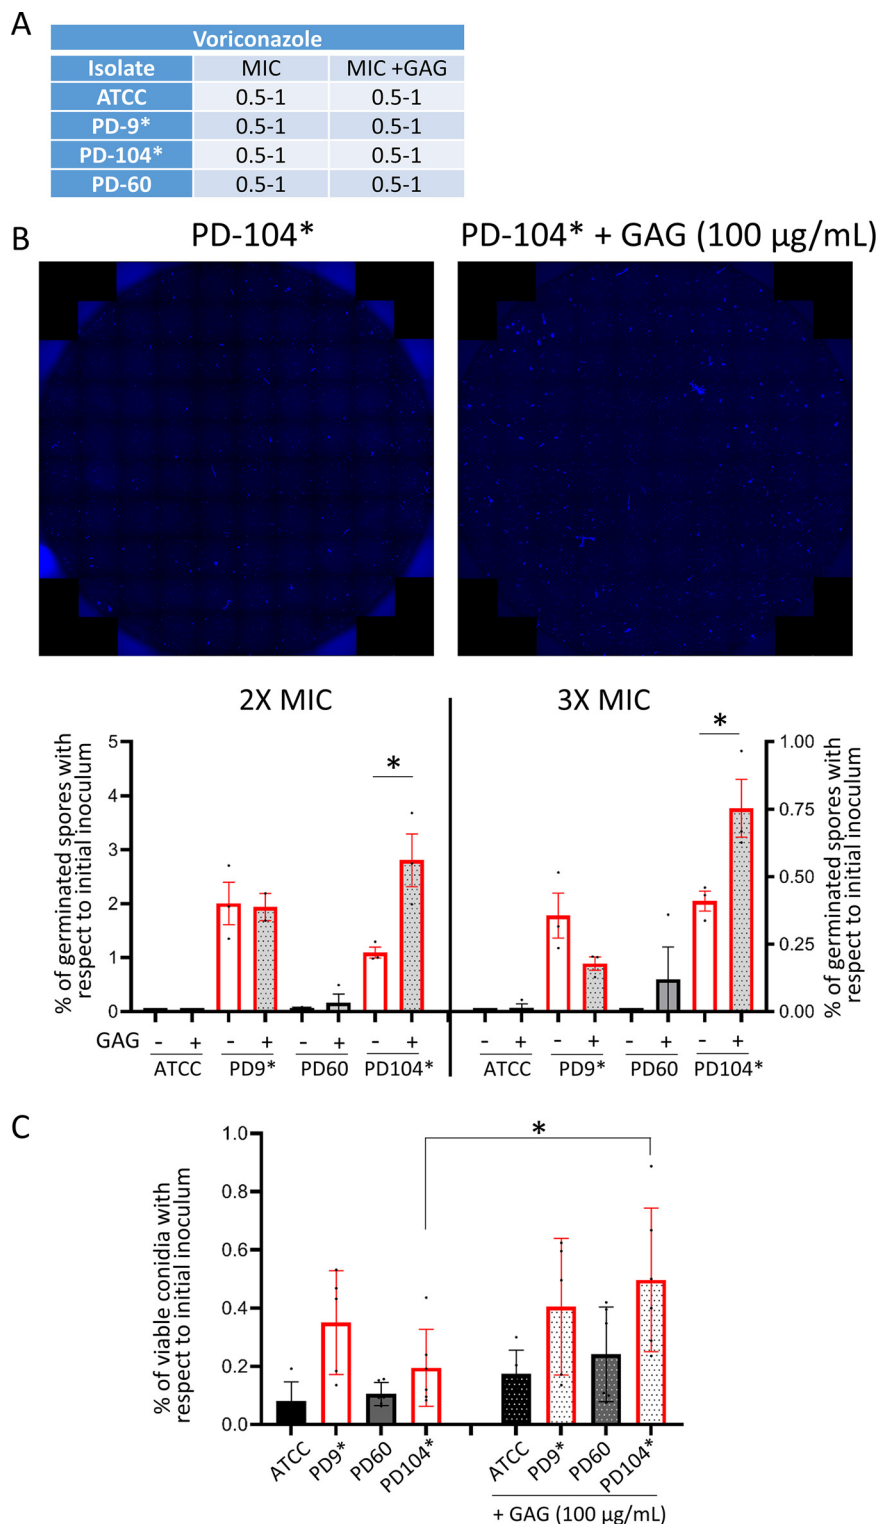 A
Voriconazole
Isolate MIC MIC +GAG
ATCC 0.5-1 0.5-1
PD-9* 0.5-1 0.5-1
PD-104* 0.5-1 0.5-1
PD-60 0.5-1 0.5-1
B
PD-104* PD-104* + GAG (100 µg/mL)
2X MIC 3X MIC
% of germinated spores with
respect to initial inoculum
5
4
3
2
1
0
*
*
1.00
0.75
0.50
0.25
0.00
% of germinated spores with
respect to initial inoculum
GAG - + - + - + - + - + - + - + - +
ATCC PD9* PD60 PD104* ATCC PD9* PD60 PD104*
C
% of viable conidia with
respect to initial inoculum
1.0
0.8
0.6
0.4
0.2
0.0
*
ATCC PD9* PD60 PD104* ATCC PD9* PD60 PD104*
+ GAG (100 µg/mL)